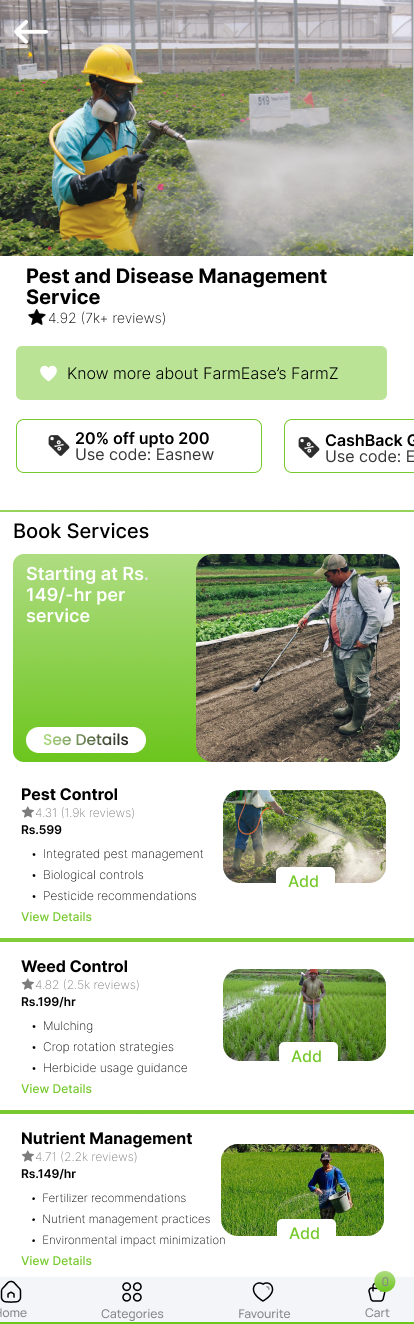 Pest and Disease Management
Service
4.92 (7k+ reviews)
Know more about FarmEase's FarmZ
20% off upto 200
Use code: Easnew
CashBack G
Use code: E
Book Services
Starting at Rs.
149/-hr per
service
See Details
Pest Control
4.31 (1.9k reviews)
Rs.599
• Integrated pest management
• Biological controls
• Pesticide recommendations
Add
View Details
Weed Control
4.82 (2.5k reviews)
Rs.199/hr
• Mulching
• Crop rotation strategies
• Herbicide usage guidance
Add
View Details
Nutrient Management
4.71 (2.2k reviews)
Rs.149/hr
• Fertilizer recommendations
• Nutrient management practices
• Environmental impact minimization
Add
View Details
0
Home Categories Favourite Cart